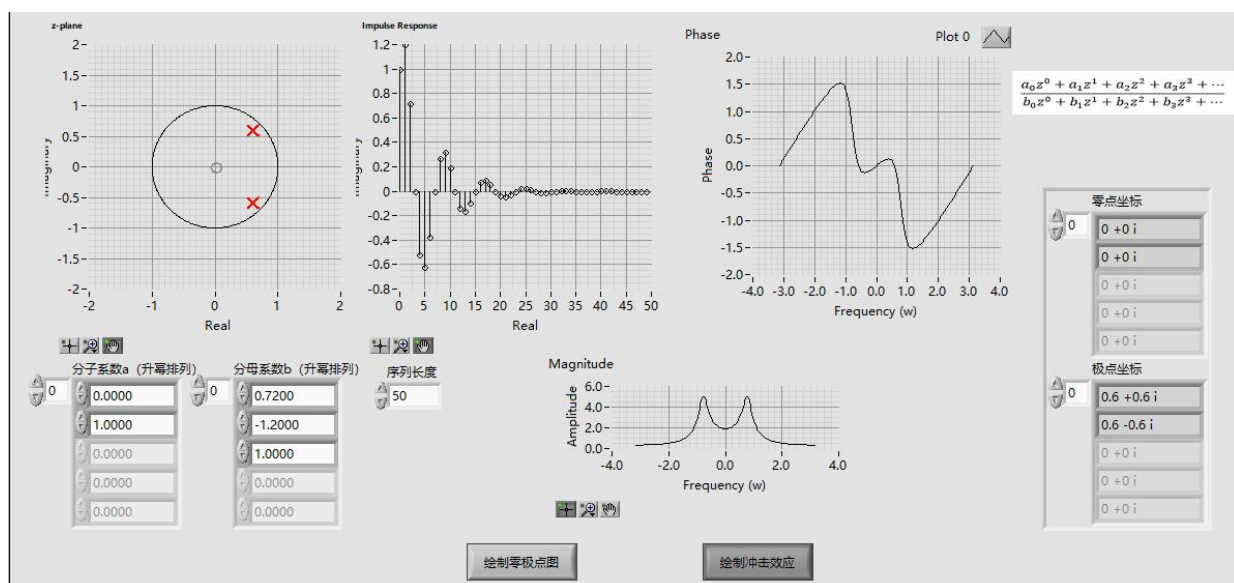 z-plane
2
1.5
1
0.5
0
-0.5
-1
-1.5
-2
Imaginary
-2 -1 0 1 2
Real
Impulse Response
1.2
1
0.8
0.6
0.4
0.2
0
-0.2
-0.4
-0.6
-0.8
0 5 10 15 20 25 30 35 40 45 50
Real
Phase
Plot 0
2.0
1.5
1.0
0.5
0.0
-0.5
-1.0
-1.5
-2.0
Phase
-4.0 -3.0 -2.0 -1.0 0.0 1.0 2.0 3.0 4.0
Frequency (w)
a₀z⁰ + a₁z¹ + a₂z² + a₃z³ + ⋯
b₀z⁰ + b₁z¹ + b₂z² + b₃z³ + ⋯
分子系数a (升幂排列)
0
0.0000
1.0000
0.0000
0.0000
0.0000
分母系数b (升幂排列)
0
0.7200
-1.2000
1.0000
0.0000
0.0000
序列长度
50
Magnitude
6.0
4.0
2.0
0.0
Amplitude
-4.0 -2.0 0.0 2.0 4.0
Frequency (w)
零点坐标
0
0 +0 i
0 +0 i
0 +0 i
0 +0 i
0 +0 i
极点坐标
0
0.6 +0.6 i
0.6 -0.6 i
0 +0 i
0 +0 i
0 +0 i
绘制零极点图
绘制冲击效应